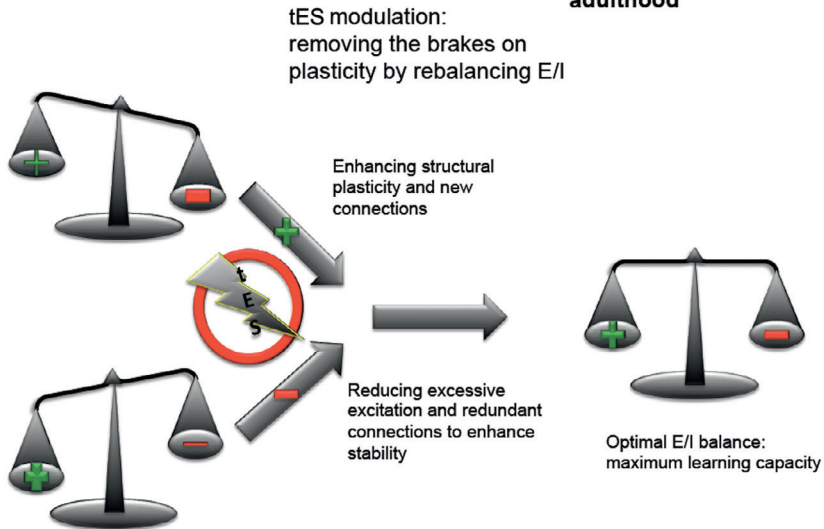 adulthood
tES modulation:
removing the brakes on
plasticity by rebalancing E/I
Enhancing structural
plasticity and new
connections
t
E
S
Reducing excessive
excitation and redundant
connections to enhance
stability
Optimal E/I balance:
maximum learning capacity